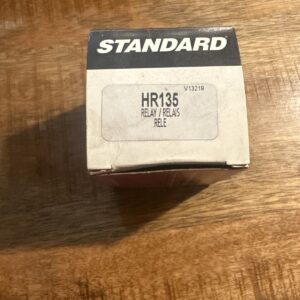 STANDARD
V13219
HR135
RELAY / RELAIS
RELE